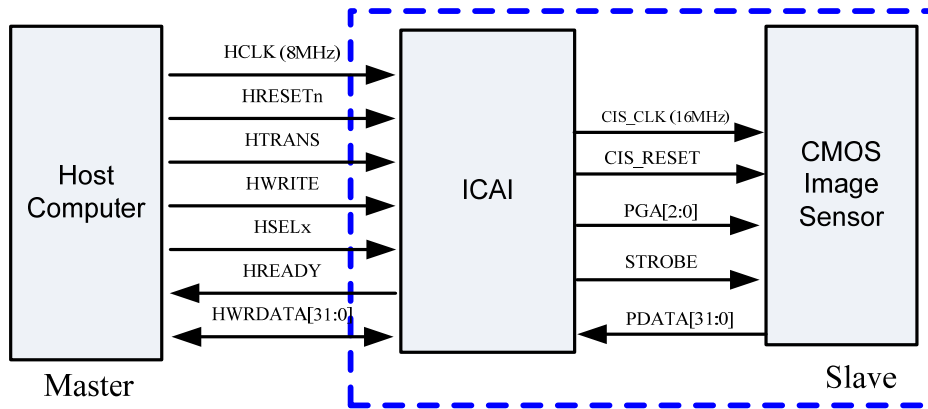 Host
Computer
Master
HCLK (8MHz)
HRESETn
HTRANS
HWRITE
HSELx
HREADY
HWRDATA[31:0]
ICAI
CIS_CLK (16MHz)
CIS_RESET
PGA[2:0]
STROBE
PDATA[31:0]
CMOS
Image
Sensor
Slave